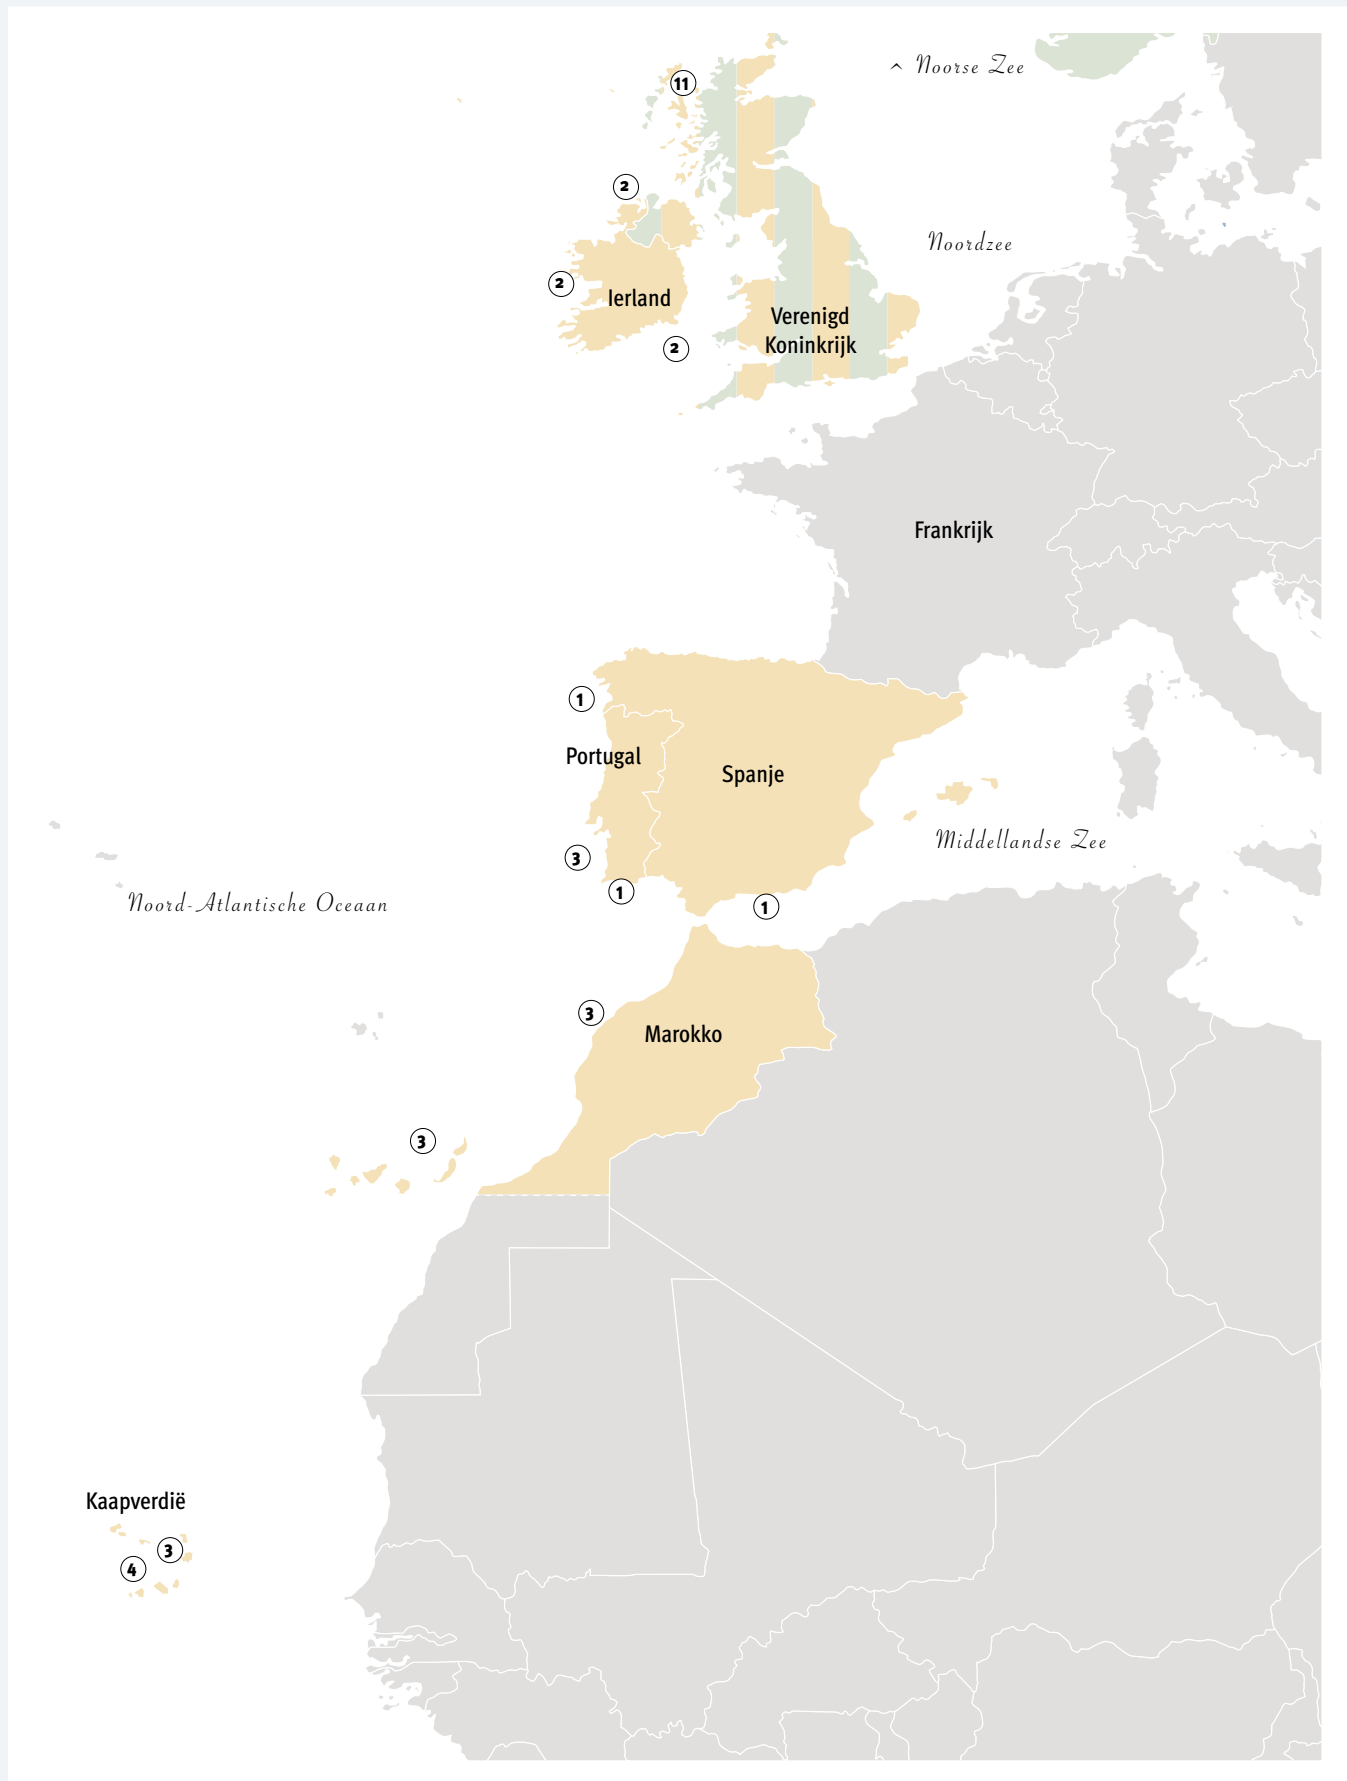 ^ Noorse Zee
11
2
Noordzee
2
Ierland
Verenigd
Koninkrijk
2
Frankrijk
1
Portugal
Spanje
Middellandse Zee
3
1
1
Noord-Atlantische Oceaan
3
Marokko
3
Kaapverdië
3
4